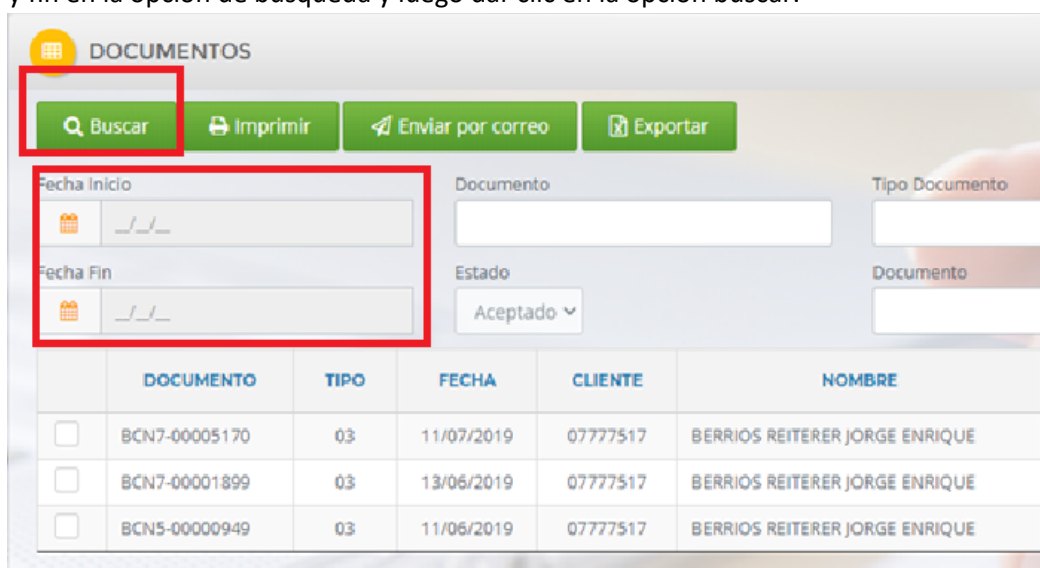 y fin en la opción de búsqueda y luego dar clic en la opción buscar.
DOCUMENTOS
Buscar Imprimir Enviar por correo Exportar
Fecha Inicio Documento Tipo Documento
_/_/_
Fecha Fin Estado Documento
_/_/_ Aceptado
DOCUMENTO TIPO FECHA CLIENTE NOMBRE
BCN7-00005170 03 11/07/2019 07777517 BERRIOS REITERER JORGE ENRIQUE
BCN7-00001899 03 13/06/2019 07777517 BERRIOS REITERER JORGE ENRIQUE
BCN5-00000949 03 11/06/2019 07777517 BERRIOS REITERER JORGE ENRIQUE